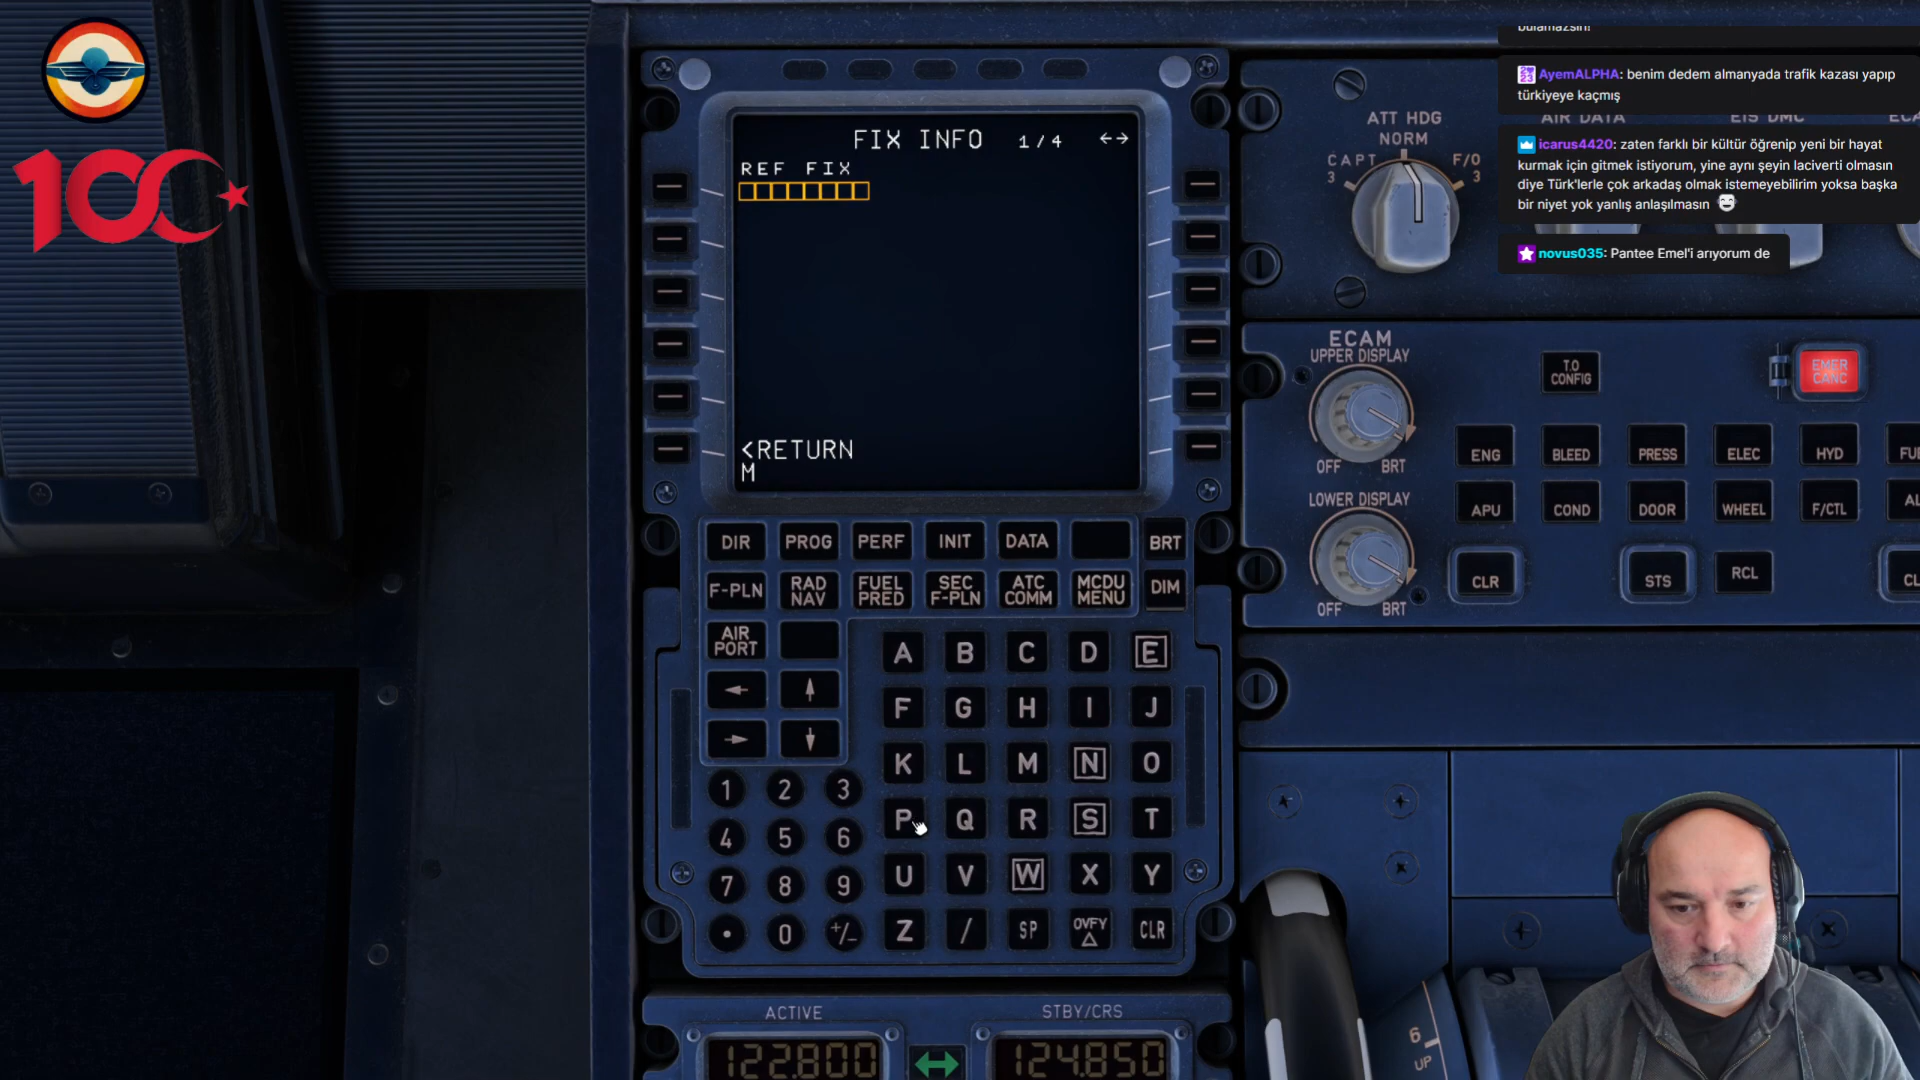 100
FIX INFO 1/4 ←→
REF FIX
<RETURN
M
DIR PROG PERF INIT DATA BRT
F-PLN RAD NAV FUEL PRED SEC F-PLN ATC COMM MCDU MENU DIM
AIR PORT
← ↑
→ ↓
A B C D E
F G H I J
K L M N O
1 2 3 P Q R S T
4 5 6
7 8 9 U V W X Y
. 0 +/- Z / SP OVFY Δ CLR
ACTIVE STBY/CRS
122.800 124.850
bulamazsın!
AyemALPHA: benim dedem almanyada trafik kazası yapıp
türkiyeye kaçmış
icarus4420: zaten farklı bir kültür öğrenip yeni bir hayat
kurmak için gitmek istiyorum, yine aynı şeyin laciverti olmasın
diye Türk'lerle çok arkadaş olmak istemeyebilirim yoksa başka
bir niyet yok yanlış anlaşılmasın
novus035: Pantee Emel'i arıyorum de
ATT HDG AIR DATA EIS DMC
NORM
CAPT F/O
3 3
ECAM
UPPER DISPLAY
OFF BRT
T.O CONFIG
EMER CANC
ENG BLEED PRESS ELEC HYD
LOWER DISPLAY
OFF BRT
APU COND DOOR WHEEL F/CTL
CLR STS RCL
6
UP